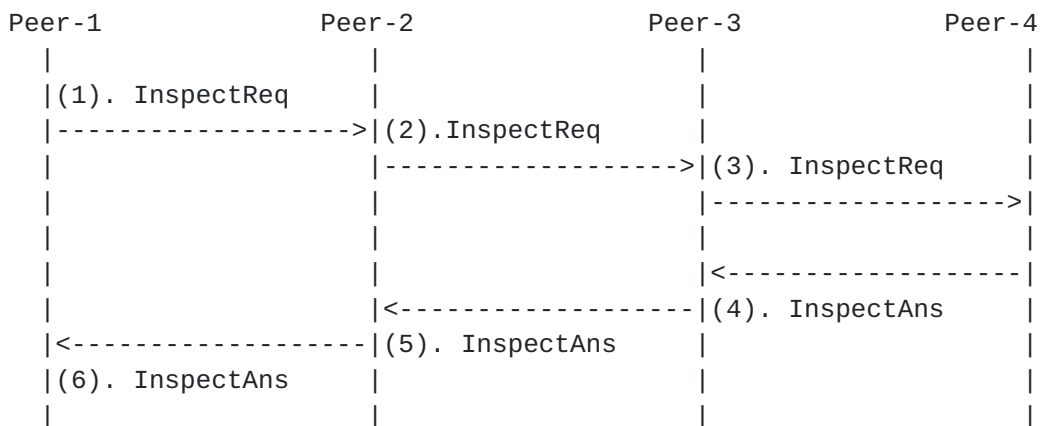 Peer-1 Peer-2 Peer-3 Peer-4
(1). InspectReq
(2).InspectReq
(3). InspectReq
(4). InspectAns
(5). InspectAns
(6). InspectAns